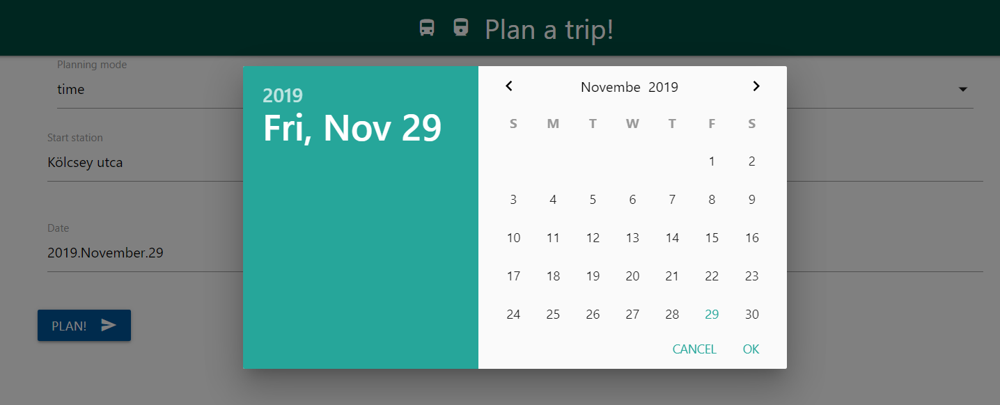 Plan a trip!
Planning mode
time
Start station
Kölcsey utca
Date
2019.November.29
PLAN!
2019
Fri, Nov 29
Novembe 2019
S M T W T F S
1 2
3 4 5 6 7 8 9
10 11 12 13 14 15 16
17 18 19 20 21 22 23
24 25 26 27 28 29 30
CANCEL OK